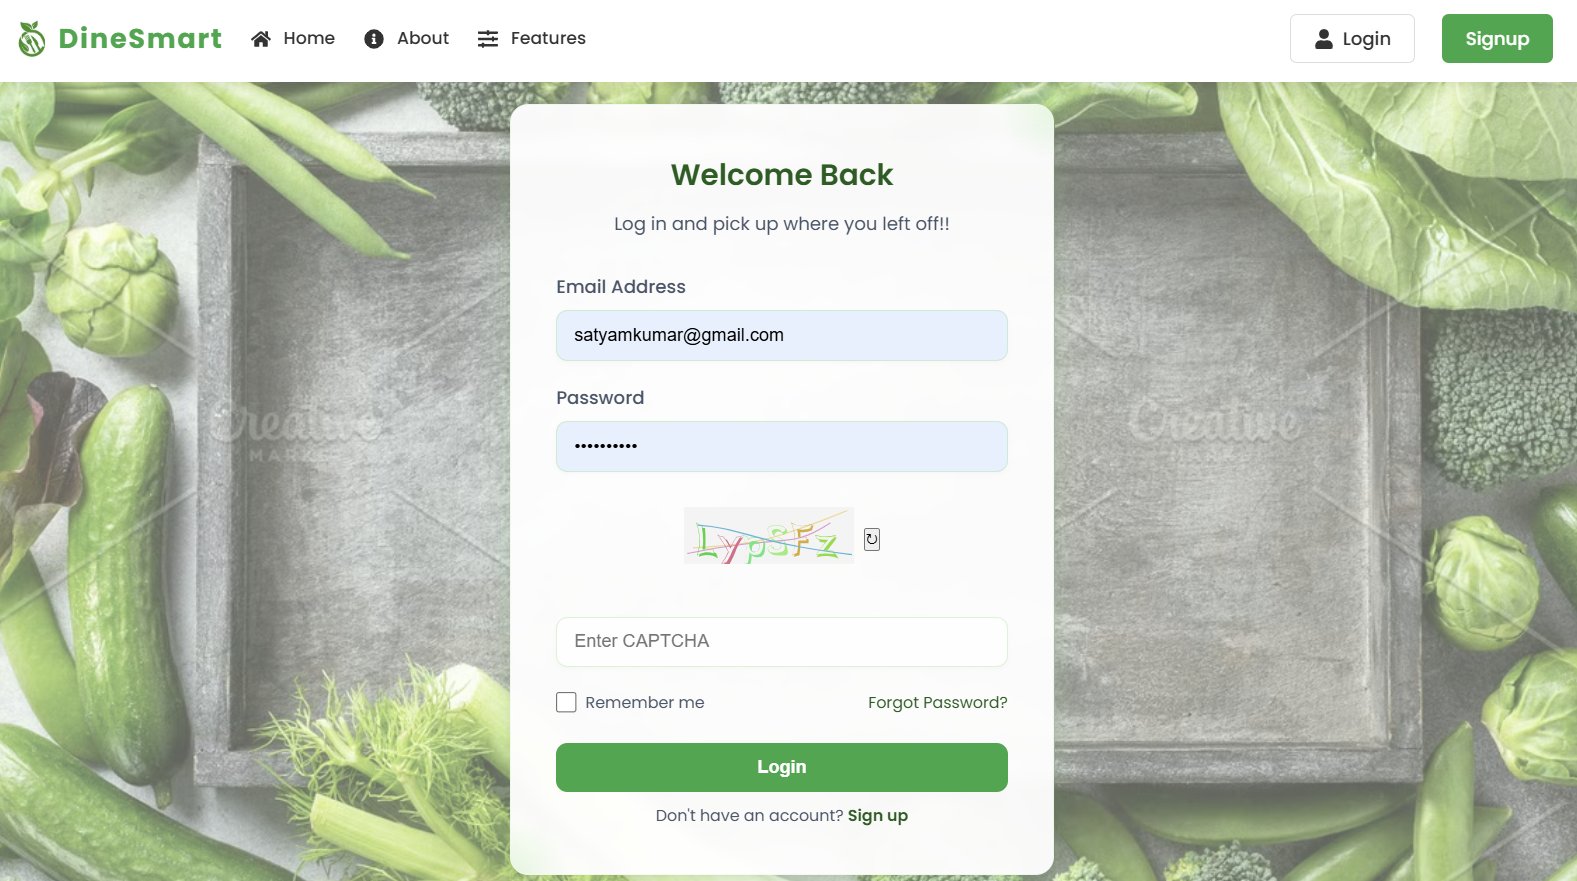 DineSmart Home About Features Login Signup
Welcome Back
Log in and pick up where you left off!!
Email Address
satyamkumar@gmail.com
Password
••••••••••
LypSFz ↻
Enter CAPTCHA
Remember me Forgot Password?
Login
Don't have an account? Sign up
Creative
MARKET
Creative